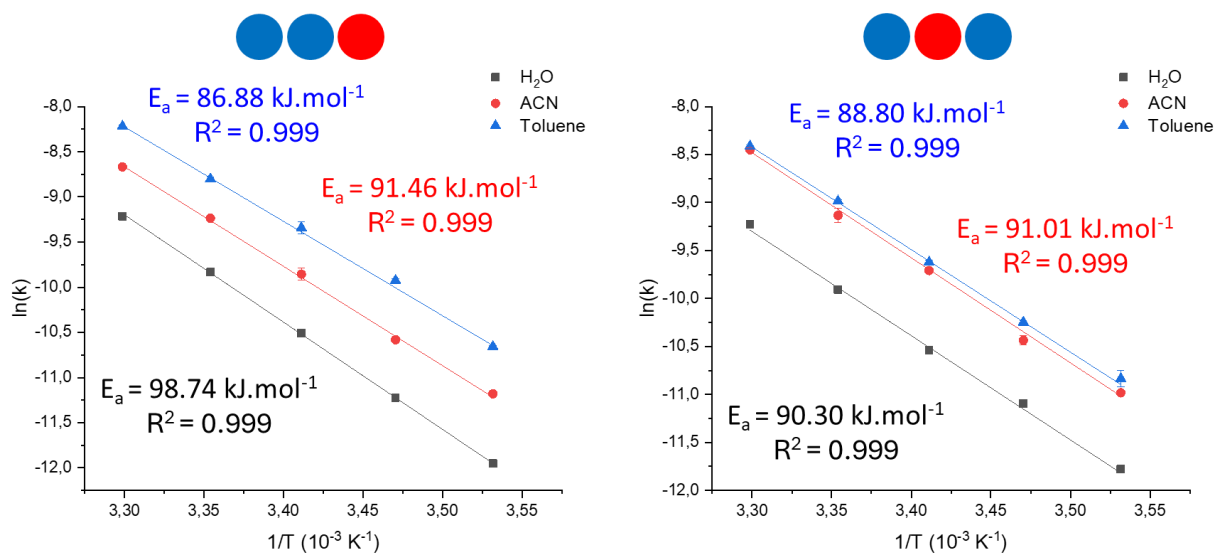 H₂O
ACN
Toluene
Eₐ = 86.88 kJ.mol⁻¹
R² = 0.999
Eₐ = 91.46 kJ.mol⁻¹
R² = 0.999
Eₐ = 98.74 kJ.mol⁻¹
R² = 0.999
ln(k)
-8,0
-8,5
-9,0
-9,5
-10,0
-10,5
-11,0
-11,5
-12,0
3,30 3,35 3,40 3,45 3,50 3,55
1/T (10⁻³ K⁻¹)
H₂O
ACN
Toluene
Eₐ = 88.80 kJ.mol⁻¹
R² = 0.999
Eₐ = 91.01 kJ.mol⁻¹
R² = 0.999
Eₐ = 90.30 kJ.mol⁻¹
R² = 0.999
ln(k)
-8,0
-8,5
-9,0
-9,5
-10,0
-10,5
-11,0
-11,5
-12,0
3,30 3,35 3,40 3,45 3,50 3,55
1/T (10⁻³ K⁻¹)